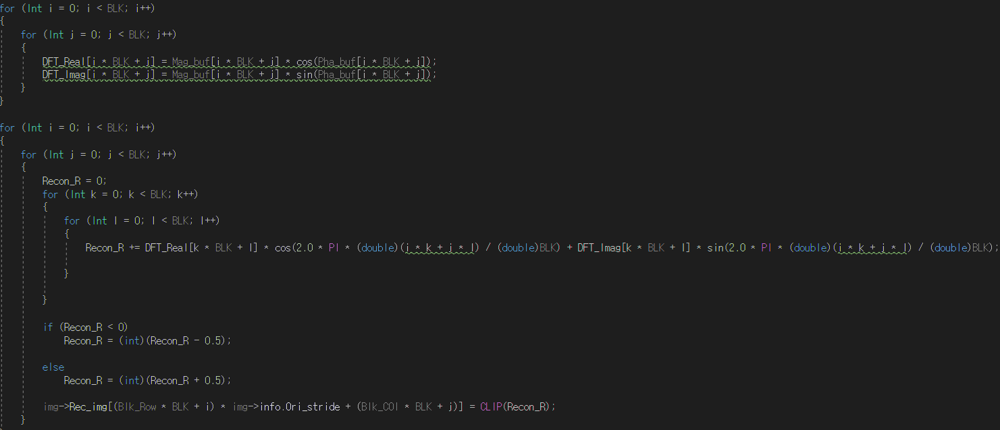 for (Int i = 0; i < BLK; i++)
{
for (Int j = 0; j < BLK; j++)
{
DFT_Real[i * BLK + j] = Mag_buf[i * BLK + j] * cos(Pha_buf[i * BLK + j]);
DFT_Imag[i * BLK + j] = Mag_buf[i * BLK + j] * sin(Pha_buf[i * BLK + j]);
}
}
for (Int i = 0; i < BLK; i++)
{
for (Int j = 0; j < BLK; j++)
{
Recon_R = 0;
for (Int k = 0; k < BLK; k++)
{
for (Int l = 0; l < BLK; l++)
{
Recon_R += DFT_Real[k * BLK + l] * cos(2.0 * PI * (double)(i * k + j * l) / (double)BLK) + DFT_Imag[k * BLK + l] * sin(2.0 * PI * (double)(i * k + j * l) / (double)BLK);
}
}
if (Recon_R < 0)
Recon_R = (int)(Recon_R - 0.5);
else
Recon_R = (int)(Recon_R + 0.5);
img->Rec_img[(Blk_Row * BLK + i) * img->info.Ori_stride + (Blk_COl * BLK + j)] = CLIP(Recon_R);
}